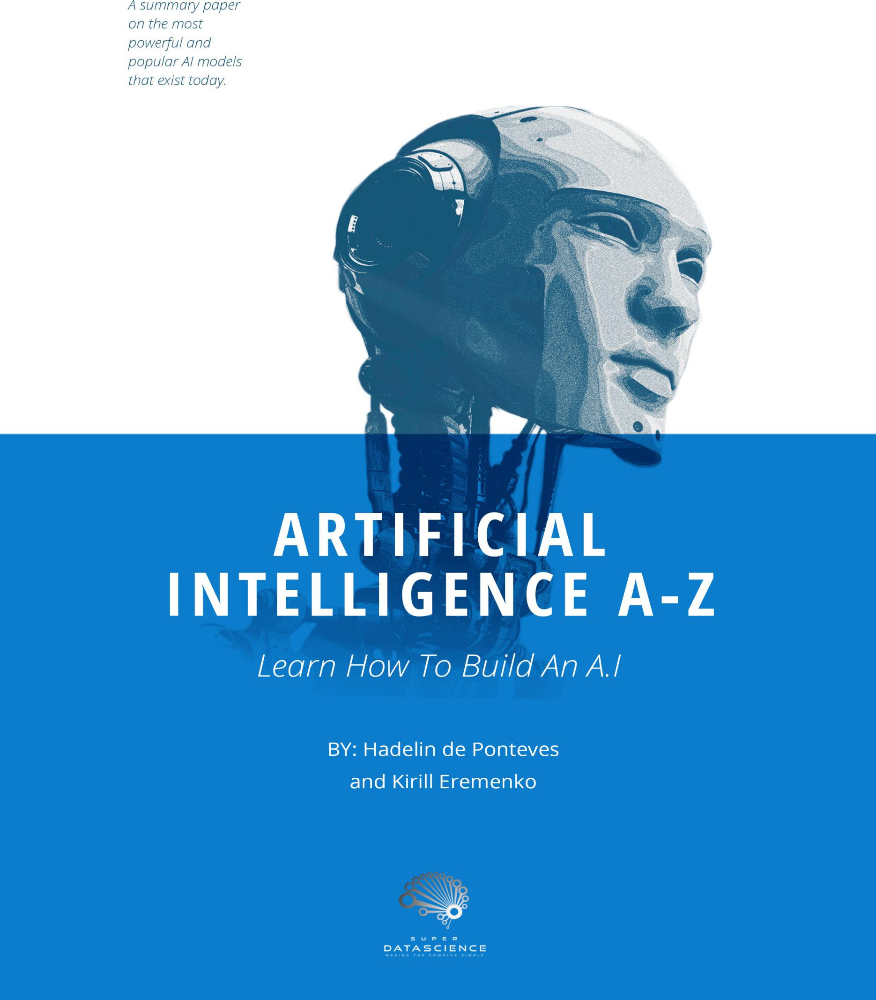 A summary paper
on the most
powerful and
popular AI models
that exist today.
ARTIFICIAL
INTELLIGENCE A-Z
Learn How To Build An A.I
BY: Hadelin de Ponteves
and Kirill Eremenko
SUPER
DATASCIENCE
MAKING THE COMPLEX SIMPLE